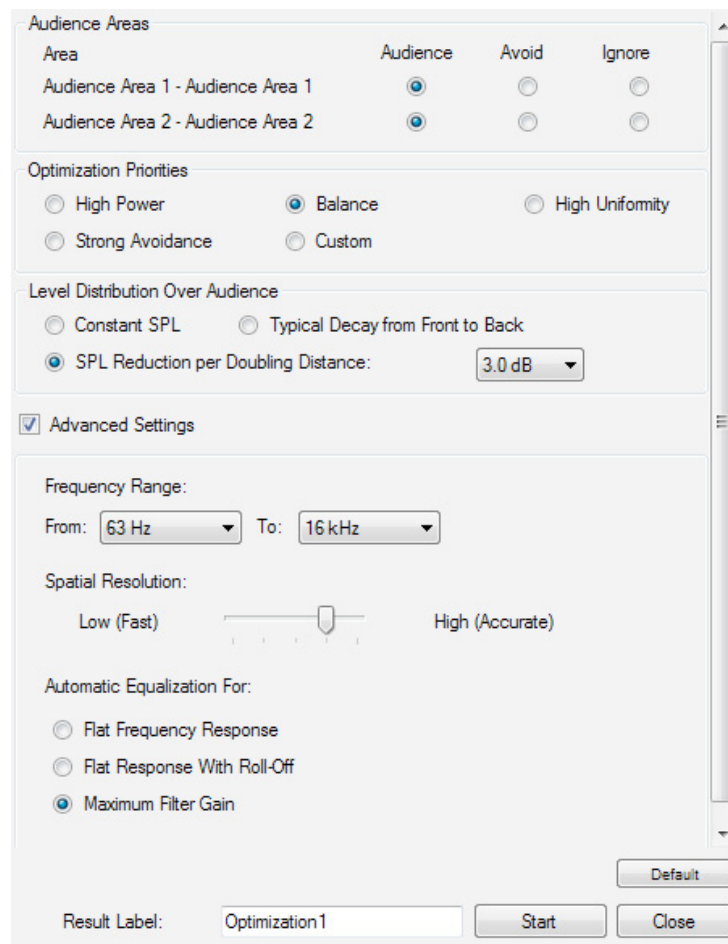 Audience Areas
Area Audience Avoid Ignore
Audience Area 1 - Audience Area 1
Audience Area 2 - Audience Area 2
Optimization Priorities
High Power Balance High Uniformity
Strong Avoidance Custom
Level Distribution Over Audience
Constant SPL Typical Decay from Front to Back
SPL Reduction per Doubling Distance: 3.0 dB
Advanced Settings
Frequency Range:
From: 63 Hz To: 16 kHz
Spatial Resolution:
Low (Fast) High (Accurate)
Automatic Equalization For:
Flat Frequency Response
Flat Response With Roll-Off
Maximum Filter Gain
Default
Result Label: Optimization1 Start Close